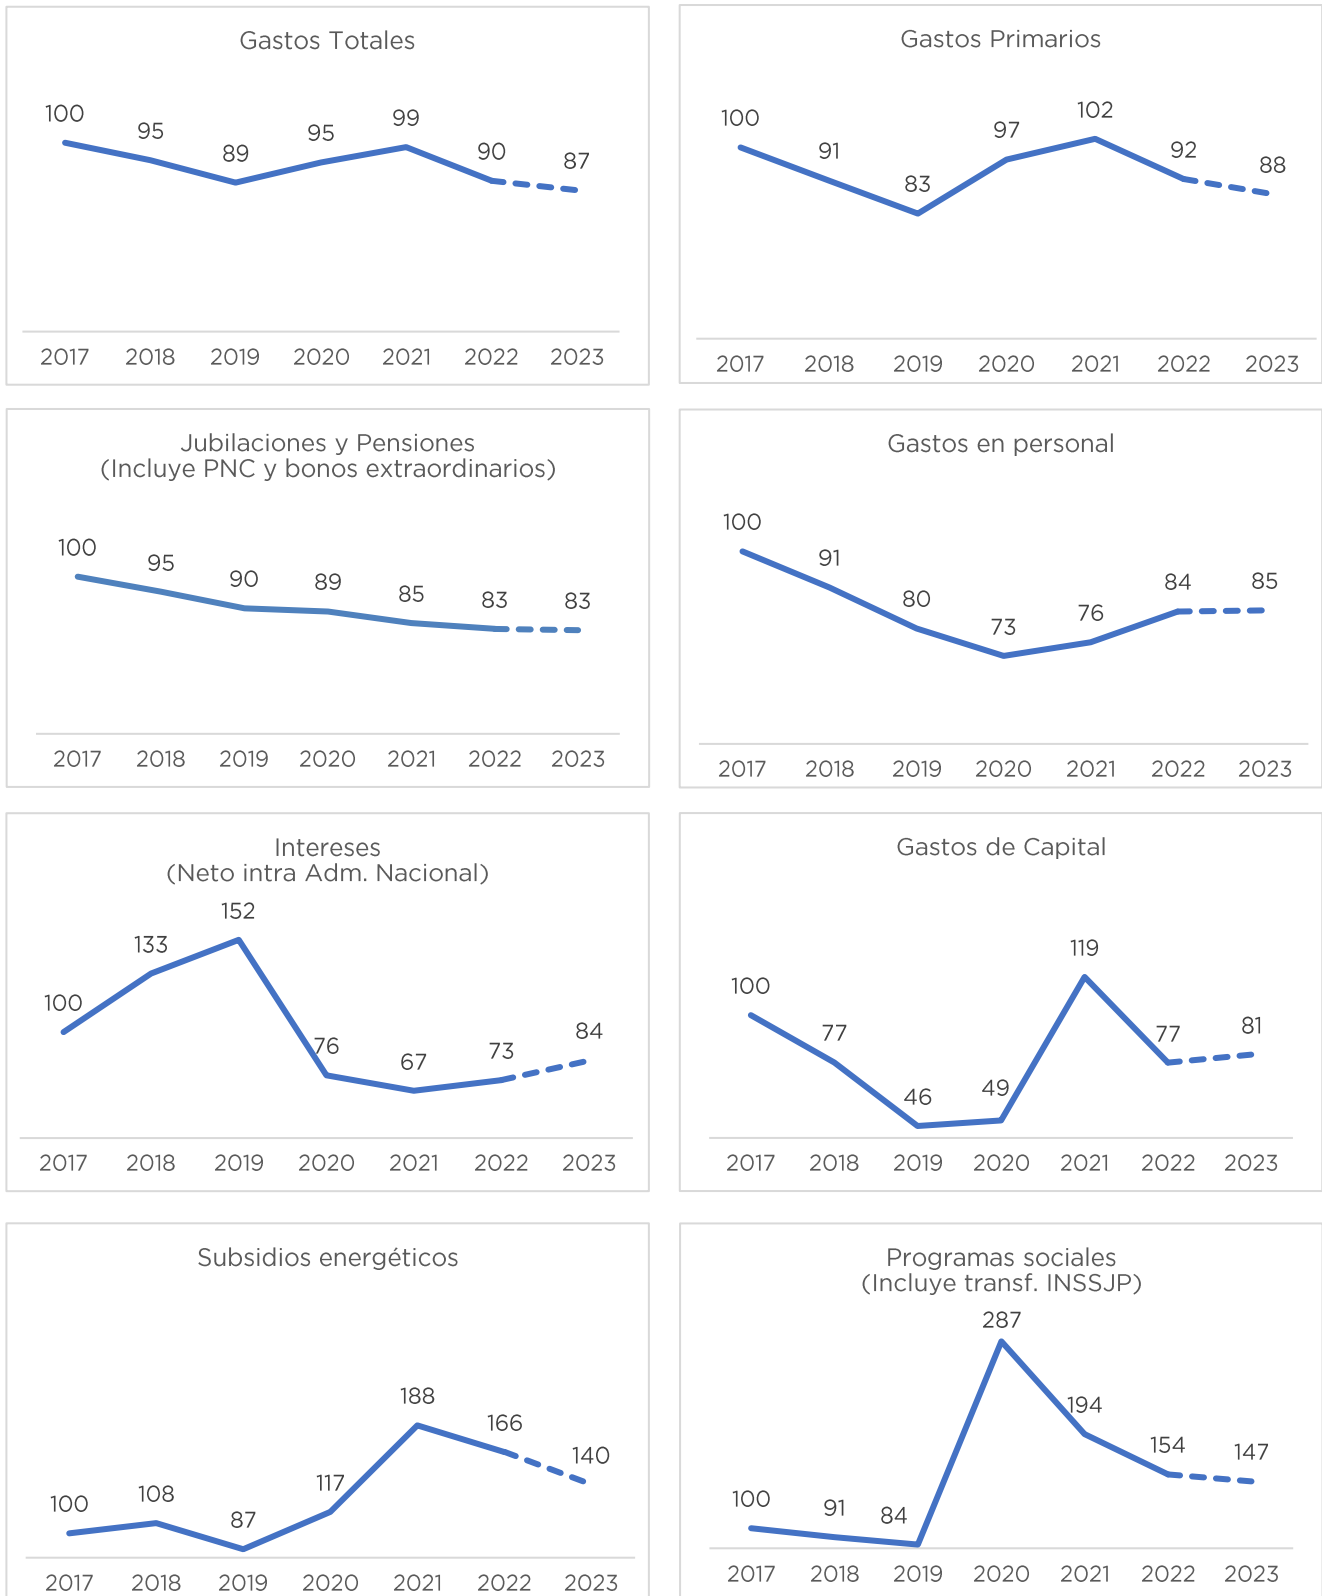 Gastos Totales
100
95
89
95
99
90
87
2017 2018 2019 2020 2021 2022 2023
Gastos Primarios
100
91
83
97
102
92
88
2017 2018 2019 2020 2021 2022 2023
Jubilaciones y Pensiones
(Incluye PNC y bonos extraordinarios)
100
95
90
89
85
83
83
2017 2018 2019 2020 2021 2022 2023
Gastos en personal
100
91
80
73
76
84
85
2017 2018 2019 2020 2021 2022 2023
Intereses
(Neto intra Adm. Nacional)
100
133
152
76
67
73
84
2017 2018 2019 2020 2021 2022 2023
Gastos de Capital
100
77
46
49
119
77
81
2017 2018 2019 2020 2021 2022 2023
Subsidios energéticos
100
108
87
117
188
166
140
2017 2018 2019 2020 2021 2022 2023
Programas sociales
(Incluye transf. INSSJP)
100
91
84
287
194
154
147
2017 2018 2019 2020 2021 2022 2023